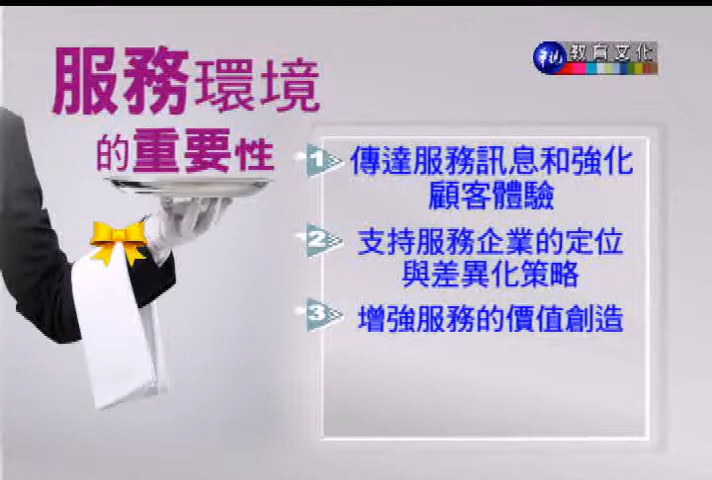 服務環境
的重要性
華視
教育文化
1 傳達服務訊息和強化
顧客體驗
2 支持服務企業的定位
與差異化策略
3 增強服務的價值創造